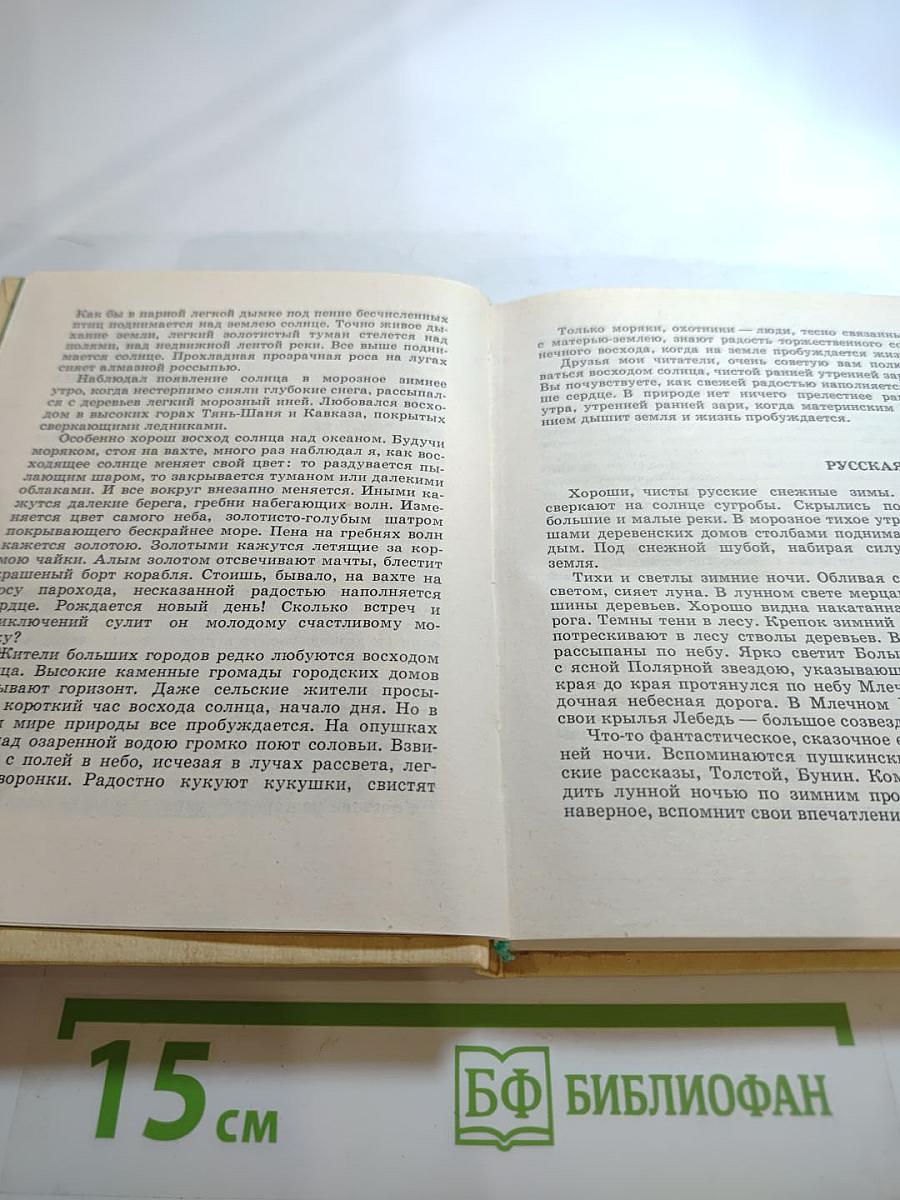 Как бы в парной легкой дымке под пение бесчисленных
птиц поднимается над землею солнце. Точно живое ды-
хание земли, легкий золотистый туман стелется над
полями, над недвижной лентой реки. Все выше подни-
мается солнце. Прохладная прозрачная роса на лугах
сияет алмазной россыпью.
Наблюдал появление солнца в морозное зимнее
утро, когда нестерпимо сияли глубокие снега, рассыпал-
ся с деревьев легкий морозный иней. Любовался восхо-
дом в высоких горах Тянь-Шаня и Кавказа, покрытых
сверкающими ледниками.
Особенно хорош восход солнца над океаном. Будучи
моряком, стоя на вахте, много раз наблюдал я, как вос-
ходящее солнце меняет свой цвет: то раздувается пы-
лающим шаром, то закрывается туманом или далекими
облаками. И все вокруг внезапно меняется. Иными ка-
жутся далекие берега, гребни набегающих волн. Изме-
няется цвет самого неба, золотисто-голубым шатром
покрывающего бескрайнее море. Пена на гребнях волн
кажется золотою. Золотыми кажутся летящие за кор-
мою чайки. Алым золотом отсвечивают мачты, блестит
крашеный борт корабля. Стоишь, бывало, на вахте на
осу парохода, несказанной радостью наполняется
рдце. Рождается новый день! Сколько встреч и
иключений сулит он молодому счастливому мо-
ку?
Жители больших городов редко любуются восходом
ца. Высокие каменные громады городских домов
ывают горизонт. Даже сельские жители просы-
короткий час восхода солнца, начало дня. Но в
мире природы все пробуждается. На опушках
ад озаренной водою громко поют соловьи. Взви-
с полей в небо, исчезая в лучах рассвета, лег-
воронки. Радостно кукуют кукушки, свистят
Только моряки, охотники — люди, тесно связанны
с матерью-землею, знают радость торжественного со
нечного восхода, когда на земле пробуждается жиз
Друзья мои читатели, очень советую вам полю
ваться восходом солнца, чистой ранней утренней зар
Вы почувствуете, как свежей радостью наполняетс
ше сердце. В природе нет ничего прелестнее ран
утра, утренней ранней зари, когда материнским
нием дышит земля и жизнь пробуждается.
РУССКАЯ
Хороши, чисты русские снежные зимы.
сверкают на солнце сугробы. Скрылись по
большие и малые реки. В морозное тихое утр
шами деревенских домов столбами поднима
дым. Под снежной шубой, набирая силу
земля.
Тихи и светлы зимние ночи. Обливая с
светом, сияет луна. В лунном свете мерца
шины деревьев. Хорошо видна накатанна
рога. Темны тени в лесу. Крепок зимний
потрескивают в лесу стволы деревьев. В
рассыпаны по небу. Ярко светит Боль
с ясной Полярной звездою, указывающ
края до края протянулся по небу Млеч
дочная небесная дорога. В Млечном
свои крылья Лебедь — большое созвезд
Что-то фантастическое, сказочное е
ней ночи. Вспоминаются пушкински
ские рассказы, Толстой, Бунин. Ком
дить лунной ночью по зимним про
наверное, вспомнит свои впечатлени
15 см
БФ БИБЛИОФАН